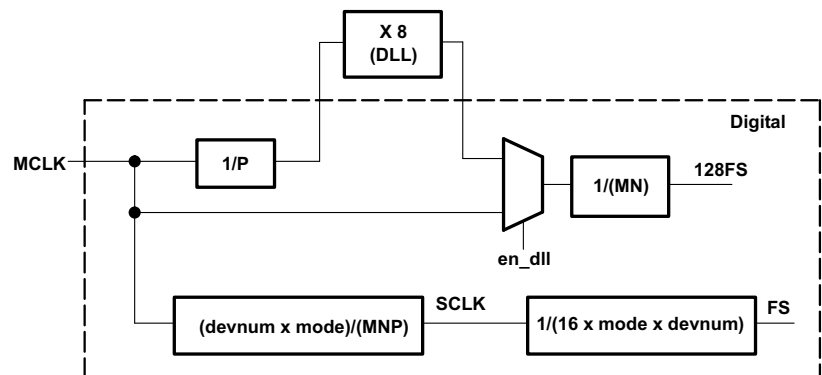 X 8
(DLL)
Digital
MCLK
1/P
1/(MN)
128FS
en_dll
(devnum x mode)/(MNP)
SCLK
1/(16 x mode x devnum)
FS